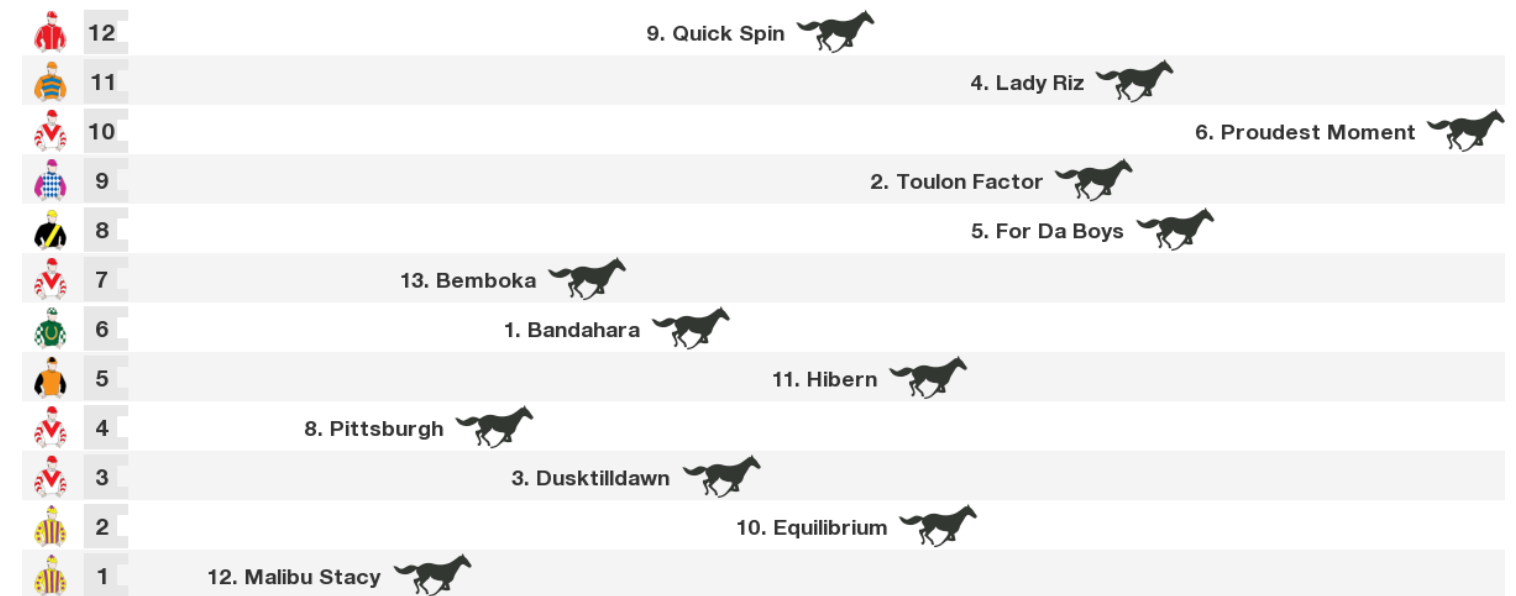 12 9. Quick Spin
11 4. Lady Riz
10 6. Proudest Moment
9 2. Toulon Factor
8 5. For Da Boys
7 13. Bemboka
6 1. Bandahara
5 11. Hibern
4 8. Pittsburgh
3 3. Dusktilldawn
2 10. Equilibrium
1 12. Malibu Stacy